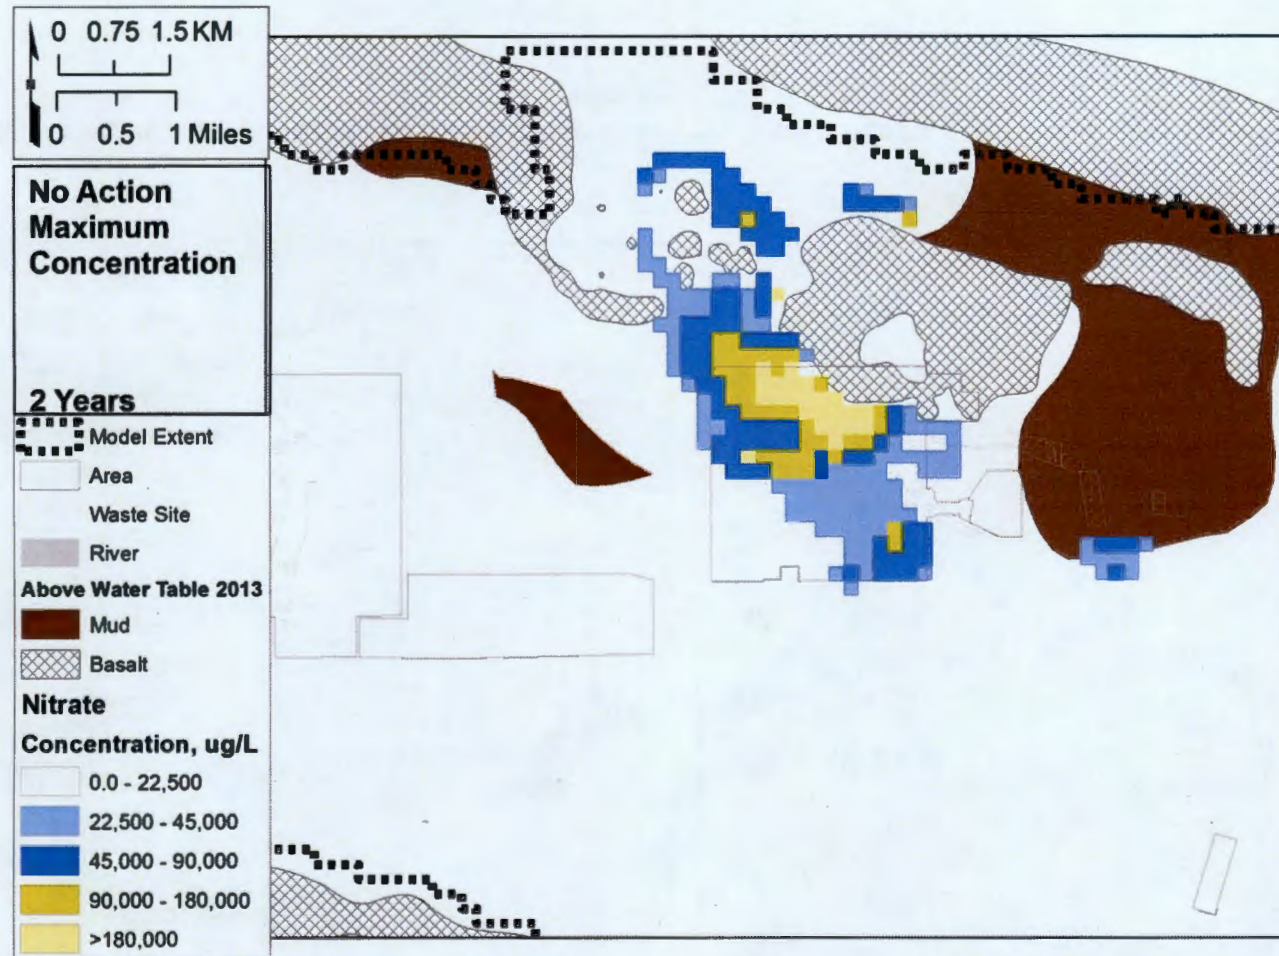 0 0.75 1.5 KM
0 0.5 1 Miles
No Action
Maximum
Concentration
2 Years
Model Extent
Area
Waste Site
River
Above Water Table 2013
Mud
Basalt
Nitrate
Concentration, ug/L
0.0 - 22,500
22,500 - 45,000
45,000 - 90,000
90,000 - 180,000
>180,000